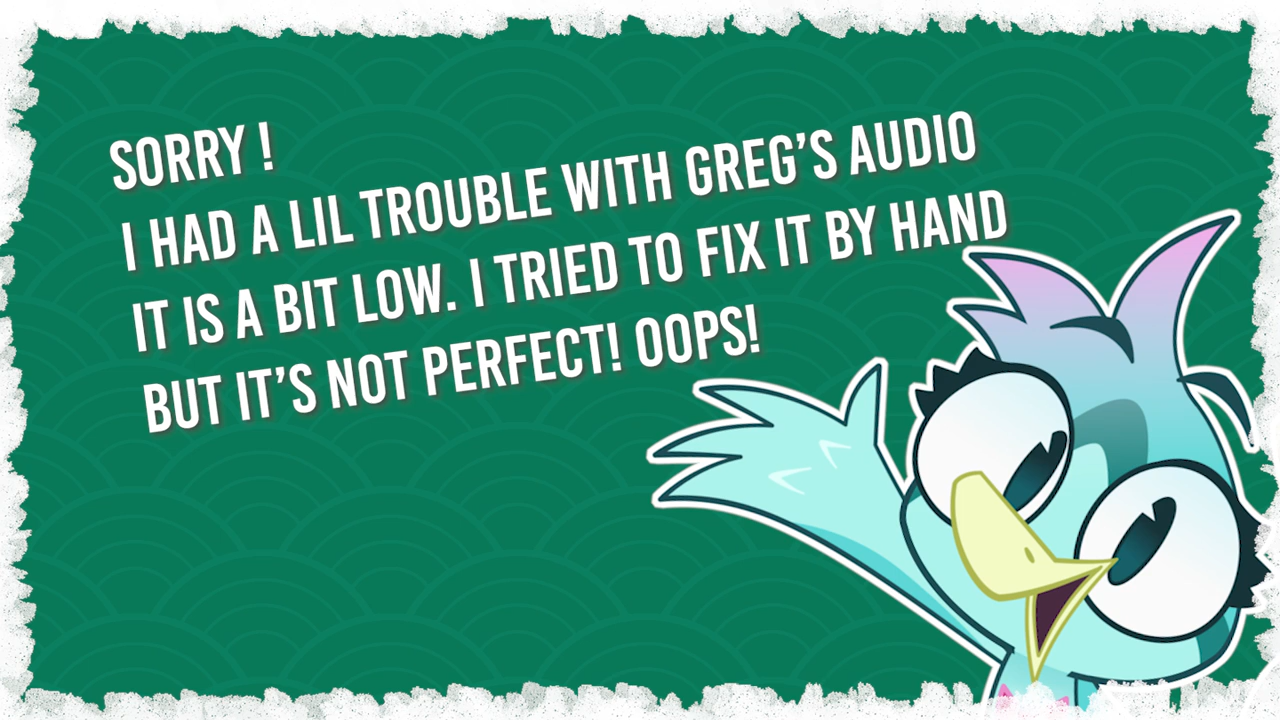 SORRY !
I HAD A LIL TROUBLE WITH GREG'S AUDIO
IT IS A BIT LOW. I TRIED TO FIX IT BY HAND
BUT IT'S NOT PERFECT! OOPS!